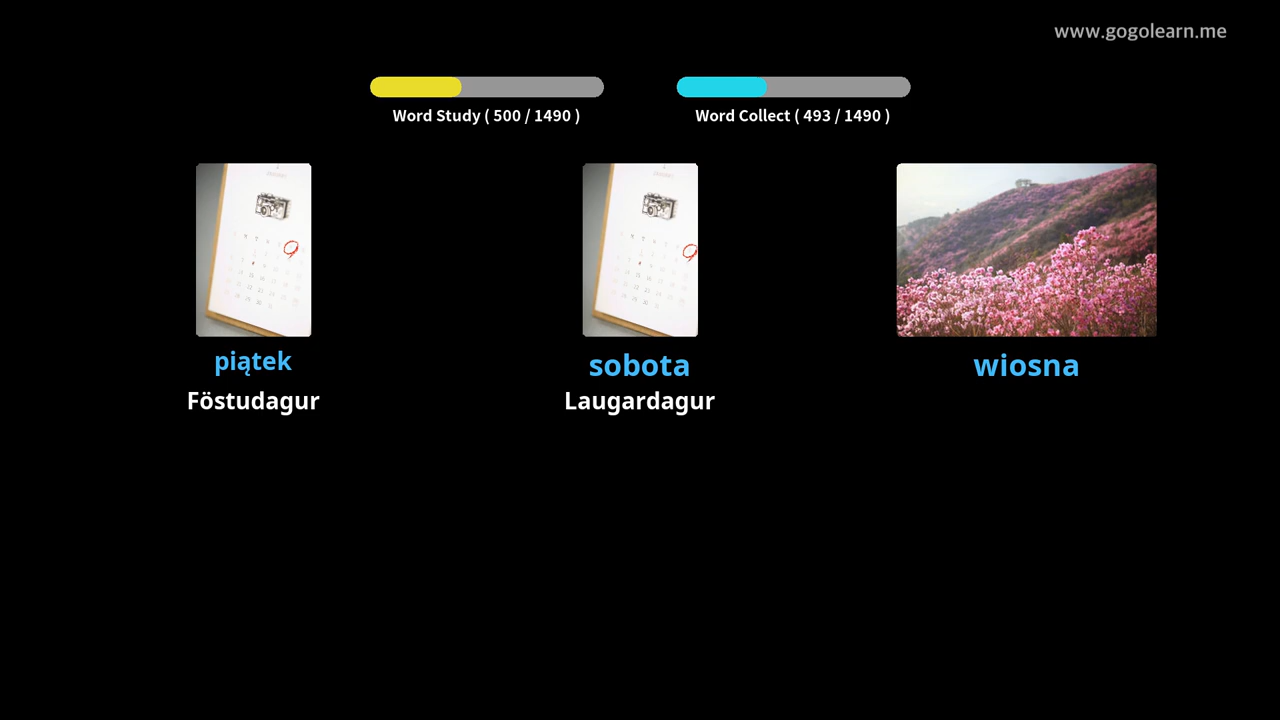 www.gogolearn.me
Word Study ( 500 / 1490 )
Word Collect ( 493 / 1490 )
piątek
sobota
wiosna
Föstudagur
Laugardagur